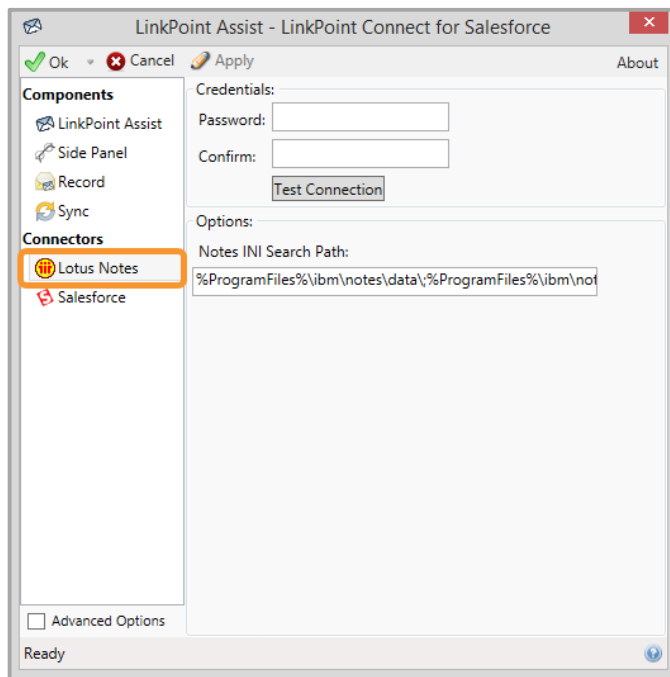 LinkPoint Assist - LinkPoint Connect for Salesforce
Ok Cancel Apply About
Components
LinkPoint Assist
Side Panel
Record
Sync
Connectors
Lotus Notes
Salesforce
Advanced Options
Credentials:
Password:
Confirm:
Test Connection
Options:
Notes INI Search Path:
%ProgramFiles%\ibm\notes\data\;%ProgramFiles%\ibm\not
Ready